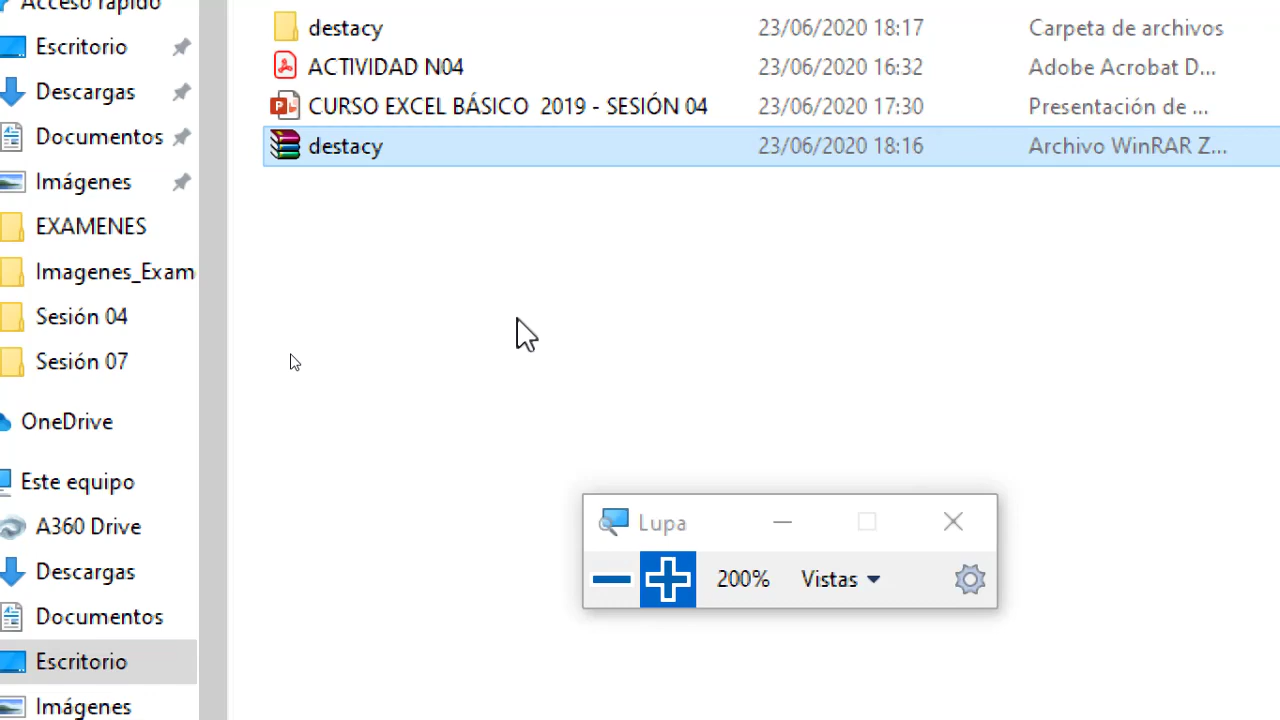 Acceso rápido
Escritorio
Descargas
Documentos
Imágenes
EXAMENES
Imagenes_Exam
Sesión 04
Sesión 07
OneDrive
Este equipo
A360 Drive
Descargas
Documentos
Escritorio
Imágenes
destacy 23/06/2020 18:17 Carpeta de archivos
ACTIVIDAD N04 23/06/2020 16:32 Adobe Acrobat D...
CURSO EXCEL BÁSICO 2019 - SESIÓN 04 23/06/2020 17:30 Presentación de ...
destacy 23/06/2020 18:16 Archivo WinRAR Z...
Lupa
200% Vistas